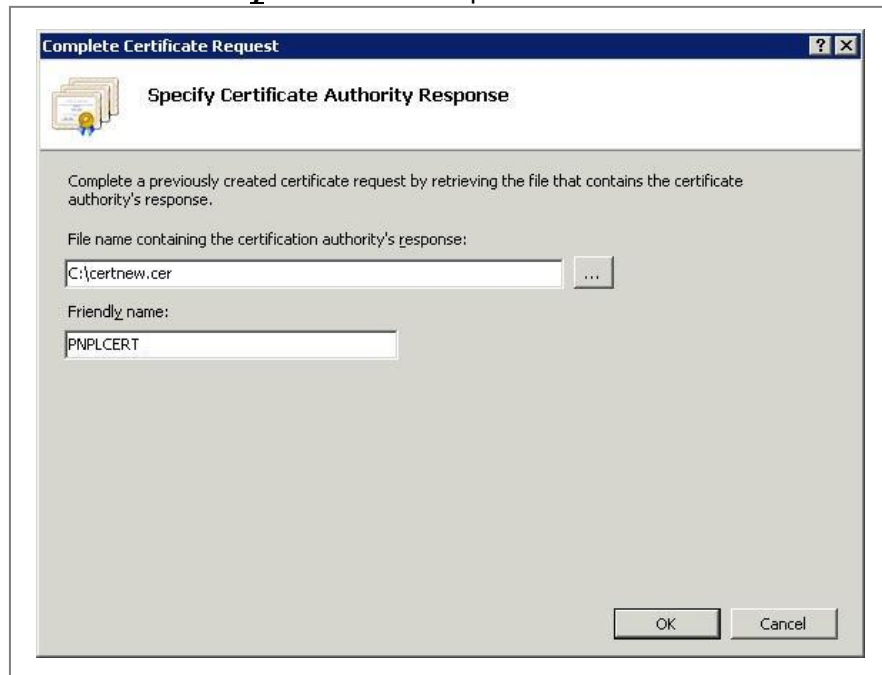 Complete Certificate Request
Specify Certificate Authority Response
Complete a previously created certificate request by retrieving the file that contains the certificate
authority's response.
File name containing the certification authority's response:
C:\certnew.cer
...
Friendly name:
PNPLCERT
OK
Cancel